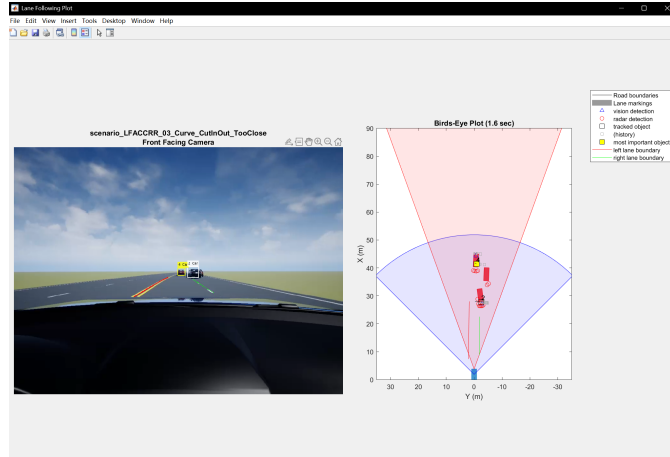 Lane Following Plot
File Edit View Insert Tools Desktop Window Help
scenario_LFACCRR_03_Curve_CutInOut_TooClose
Front Facing Camera
Birds-Eye Plot (1.6 sec)
Road boundaries
Lane markings
vision detection
radar detection
tracked object
(history)
most important object
left lane boundary
right lane boundary
90
80
70
60
50
40
30
20
10
0
X (m)
30 20 10 0 -10 -20 -30
Y (m)